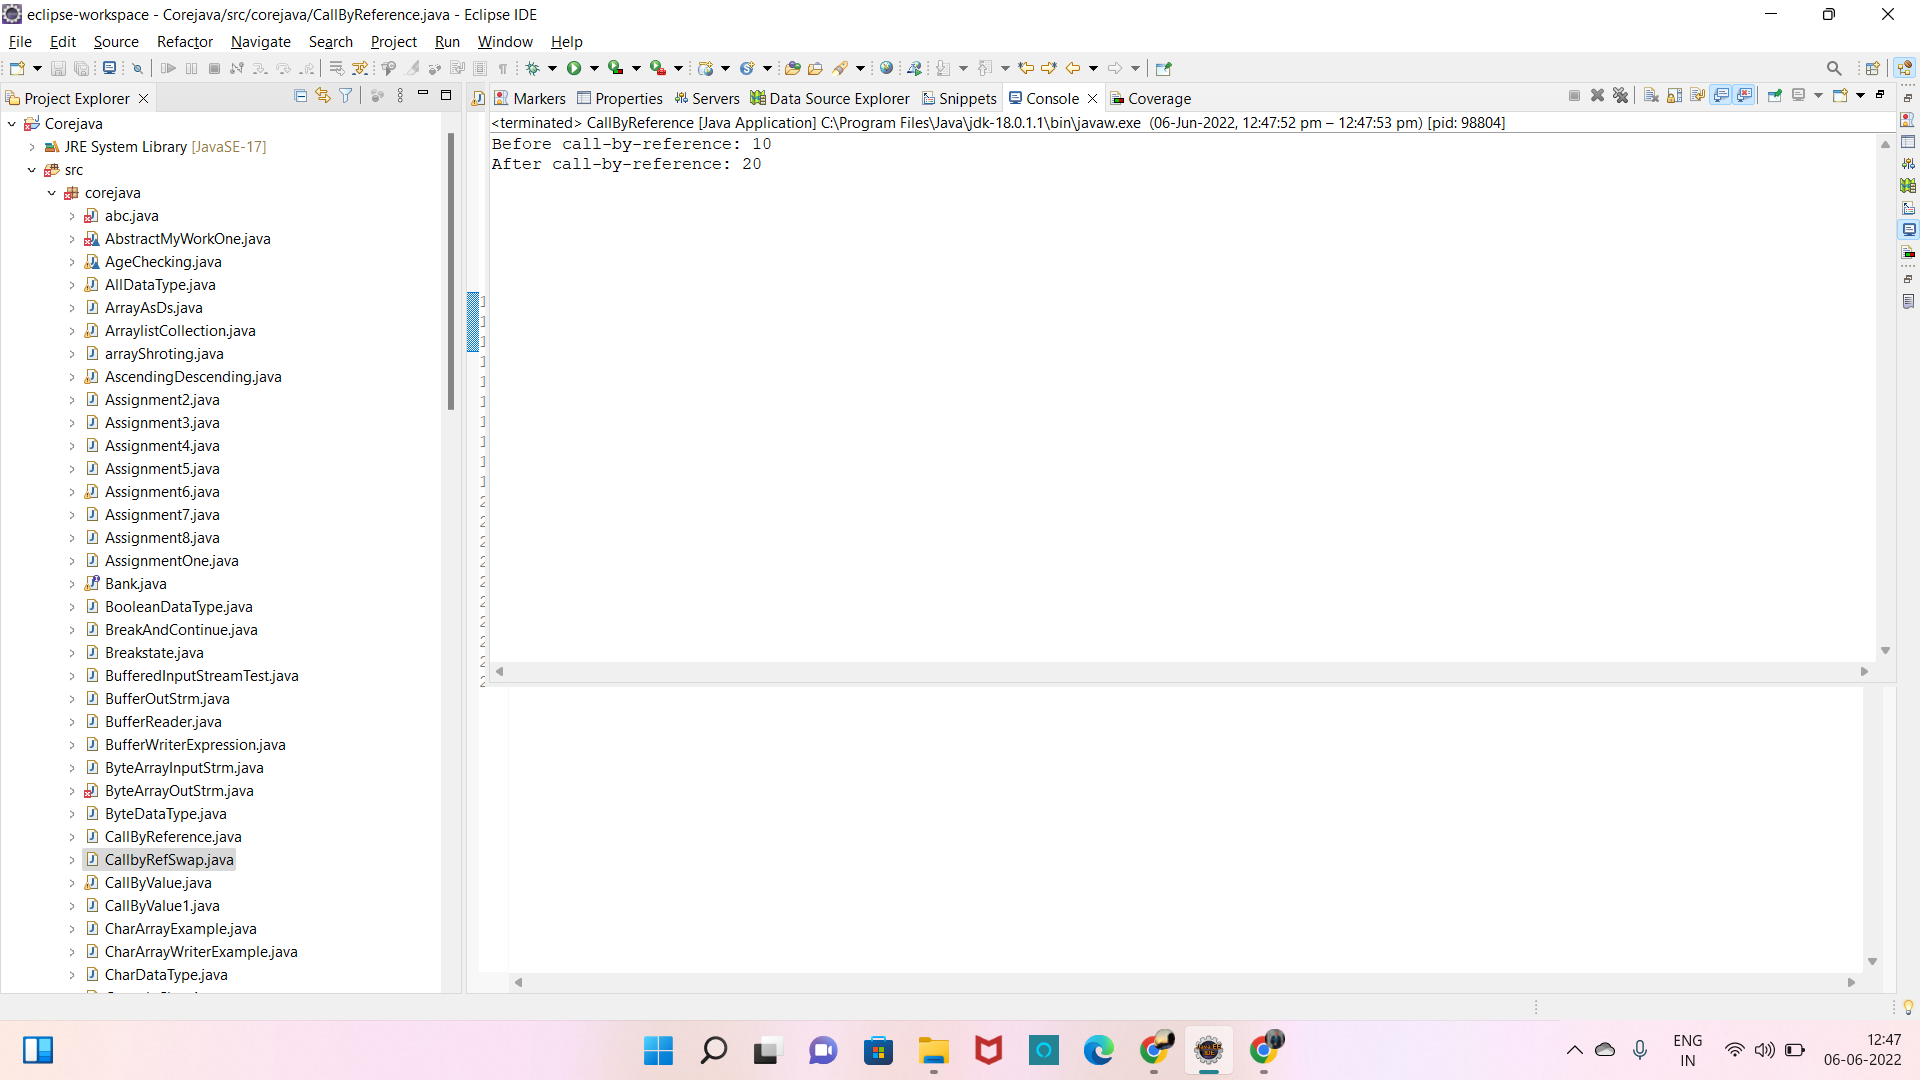 eclipse-workspace - Corejava/src/corejava/CallByReference.java - Eclipse IDE
File Edit Source Refactor Navigate Search Project Run Window Help
Project Explorer
Markers Properties Servers Data Source Explorer Snippets Console Coverage
<terminated> CallByReference [Java Application] C:\Program Files\Java\jdk-18.0.1.1\bin\javaw.exe (06-Jun-2022, 12:47:52 pm – 12:47:53 pm) [pid: 98804]
Before call-by-reference: 10
After call-by-reference: 20
Corejava
JRE System Library [JavaSE-17]
src
corejava
abc.java
AbstractMyWorkOne.java
AgeChecking.java
AllDataType.java
ArrayAsDs.java
ArraylistCollection.java
arrayShroting.java
AscendingDescending.java
Assignment2.java
Assignment3.java
Assignment4.java
Assignment5.java
Assignment6.java
Assignment7.java
Assignment8.java
AssignmentOne.java
Bank.java
BooleanDataType.java
BreakAndContinue.java
Breakstate.java
BufferedInputStreamTest.java
BufferOutStrm.java
BufferReader.java
BufferWriterExpression.java
ByteArrayInputStrm.java
ByteArrayOutStrm.java
ByteDataType.java
CallByReference.java
CallbyRefSwap.java
CallByValue.java
CallByValue1.java
CharArrayExample.java
CharArrayWriterExample.java
CharDataType.java
ENG
IN
12:47
06-06-2022